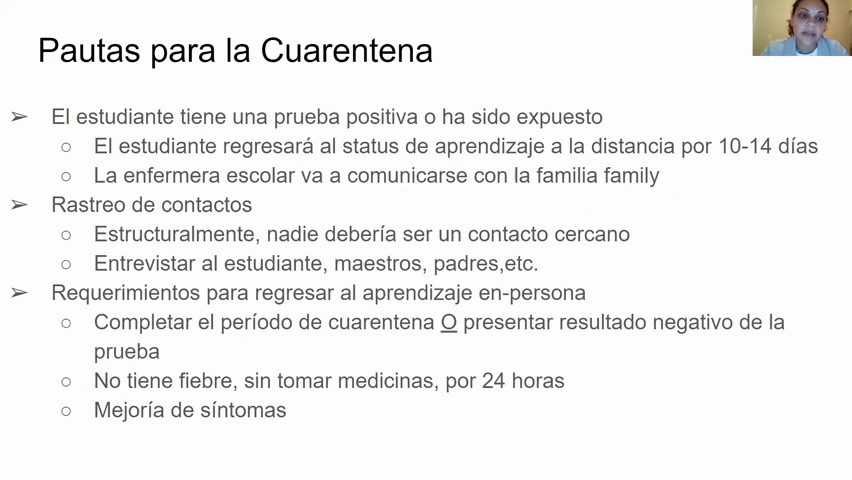 Pautas para la Cuarentena
➢ El estudiante tiene una prueba positiva o ha sido expuesto
○ El estudiante regresará al status de aprendizaje a la distancia por 10-14 días
○ La enfermera escolar va a comunicarse con la familia family
➢ Rastreo de contactos
○ Estructuralmente, nadie debería ser un contacto cercano
○ Entrevistar al estudiante, maestros, padres,etc.
➢ Requerimientos para regresar al aprendizaje en-persona
○ Completar el período de cuarentena O presentar resultado negativo de la
prueba
○ No tiene fiebre, sin tomar medicinas, por 24 horas
○ Mejoría de síntomas